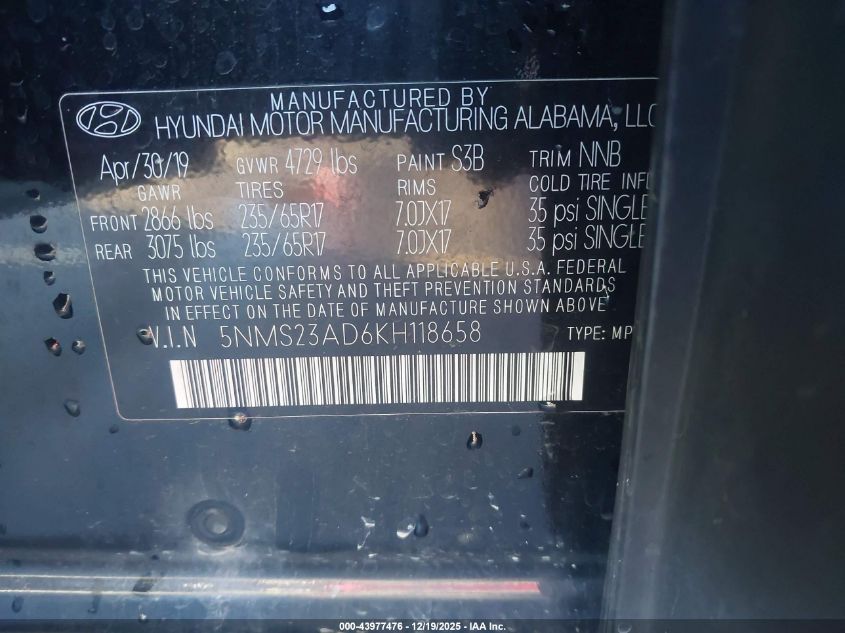 MANUFACTURED BY
HYUNDAI MOTOR MANUFACTURING ALABAMA, LLC
Apr/30/19 GVWR 4729 lbs PAINT S3B TRIM NNB
GAWR TIRES RIMS COLD TIRE INFL
FRONT 2866 lbs 235/65R17 7.0JX17 35 psi SINGLE
REAR 3075 lbs 235/65R17 7.0JX17 35 psi SINGLE
THIS VEHICLE CONFORMS TO ALL APPLICABLE U.S.A. FEDERAL
MOTOR VEHICLE SAFETY AND THEFT PREVENTION STANDARDS
IN EFFECT ON THE DATE OF MANUFACTURE SHOWN ABOVE
V.I.N 5NMS23AD6KH118658 TYPE: MP
000-43977476 - 12/19/2025 - IAA Inc.